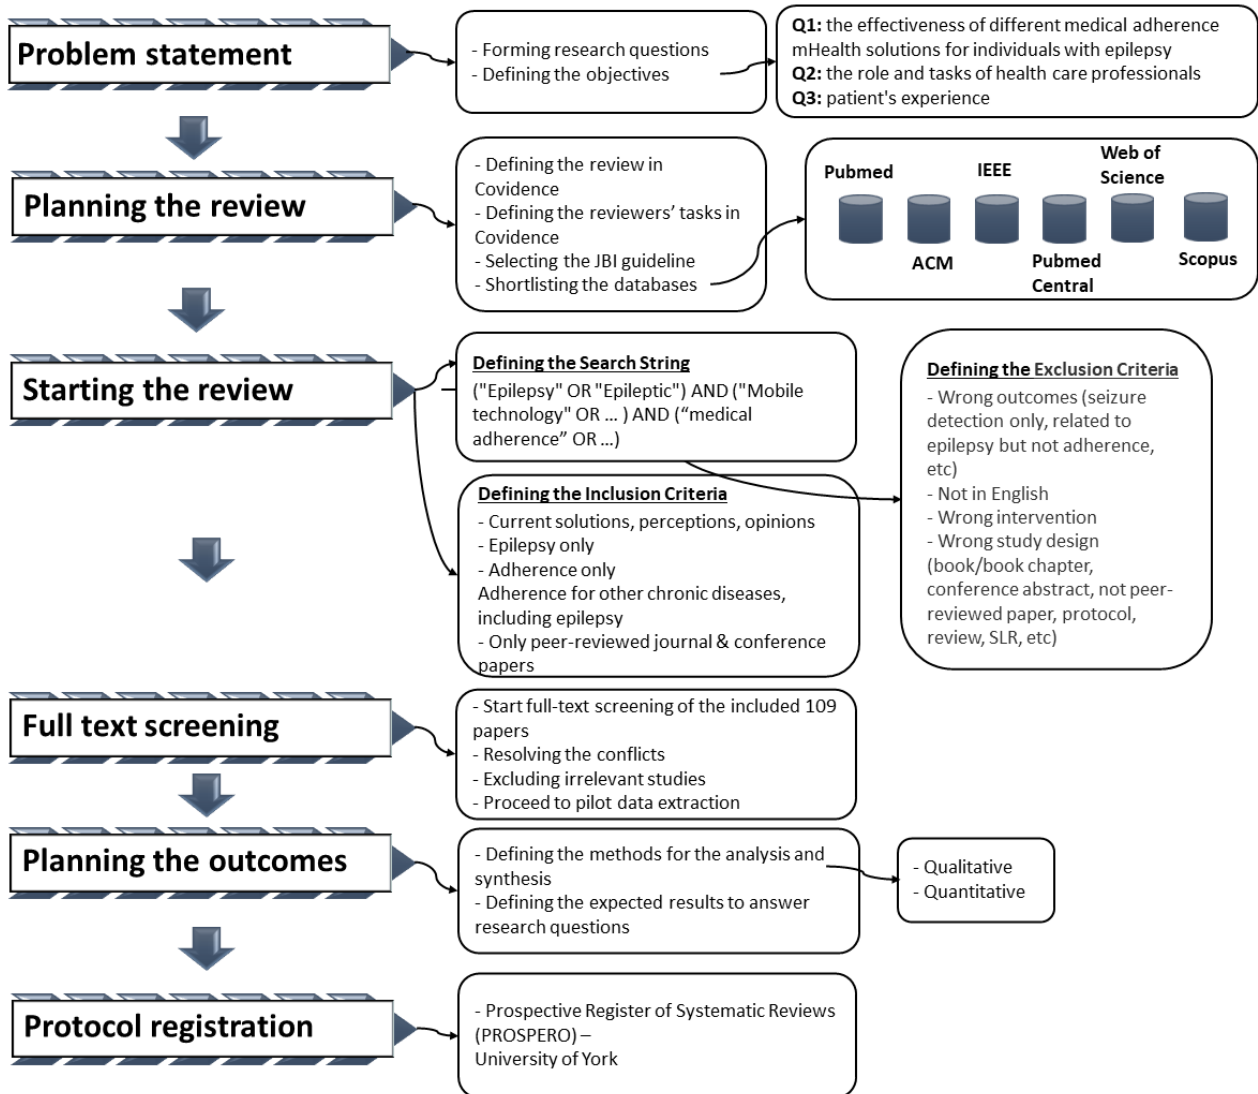 Problem statement
- Forming research questions
- Defining the objectives
Q1: the effectiveness of different medical adherence
mHealth solutions for individuals with epilepsy
Q2: the role and tasks of health care professionals
Q3: patient's experience
Planning the review
- Defining the review in
Covidence
- Defining the reviewers’ tasks in
Covidence
- Selecting the JBI guideline
- Shortlisting the databases
Pubmed
ACM
IEEE
Pubmed
Central
Web of
Science
Scopus
Starting the review
Defining the Search String
("Epilepsy" OR "Epileptic") AND ("Mobile
technology" OR ... ) AND (“medical
adherence” OR ...)
Defining the Inclusion Criteria
- Current solutions, perceptions, opinions
- Epilepsy only
- Adherence only
Adherence for other chronic diseases,
including epilepsy
- Only peer-reviewed journal & conference
papers
Defining the Exclusion Criteria
- Wrong outcomes (seizure
detection only, related to
epilepsy but not adherence,
etc)
- Not in English
- Wrong intervention
- Wrong study design
(book/book chapter,
conference abstract, not peer-
reviewed paper, protocol,
review, SLR, etc)
Full text screening
- Start full-text screening of the included 109
papers
- Resolving the conflicts
- Excluding irrelevant studies
- Proceed to pilot data extraction
Planning the outcomes
- Defining the methods for the analysis and
synthesis
- Defining the expected results to answer
research questions
- Qualitative
- Quantitative
Protocol registration
- Prospective Register of Systematic Reviews
(PROSPERO) –
University of York